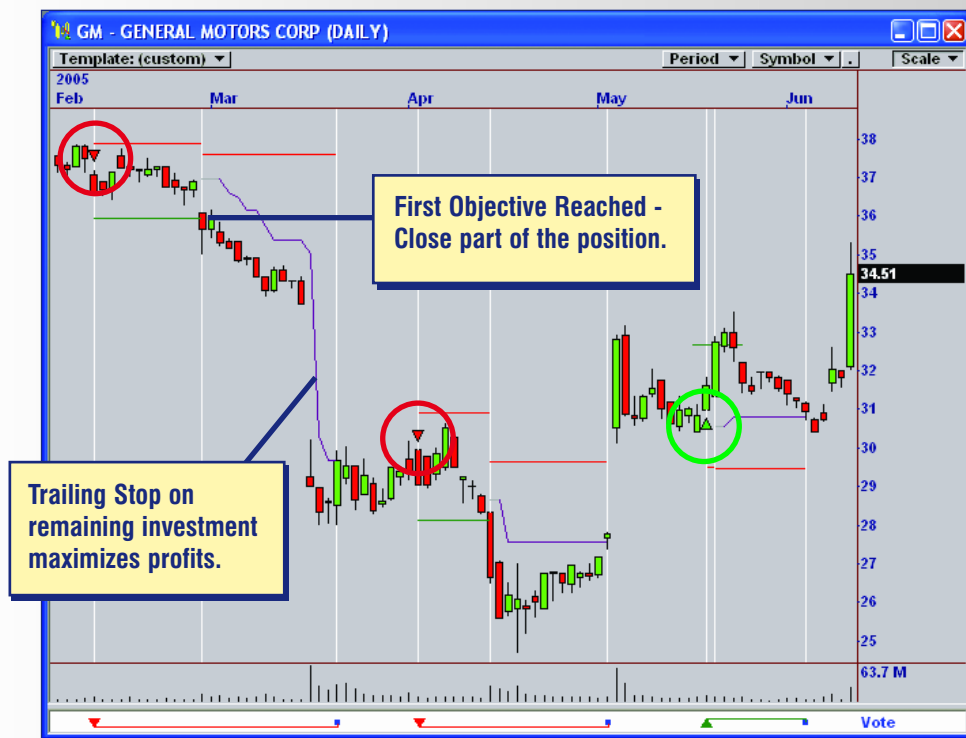 GM - GENERAL MOTORS CORP (DAILY)
Template: (custom)
Period
Symbol
.
Scale
2005
Feb
Mar
Apr
May
Jun
38
37
36
35
34.51
34
33
32
31
30
29
28
27
26
25
First Objective Reached -
Close part of the position.
Trailing Stop on
remaining investment
maximizes profits.
63.7 M
Vote